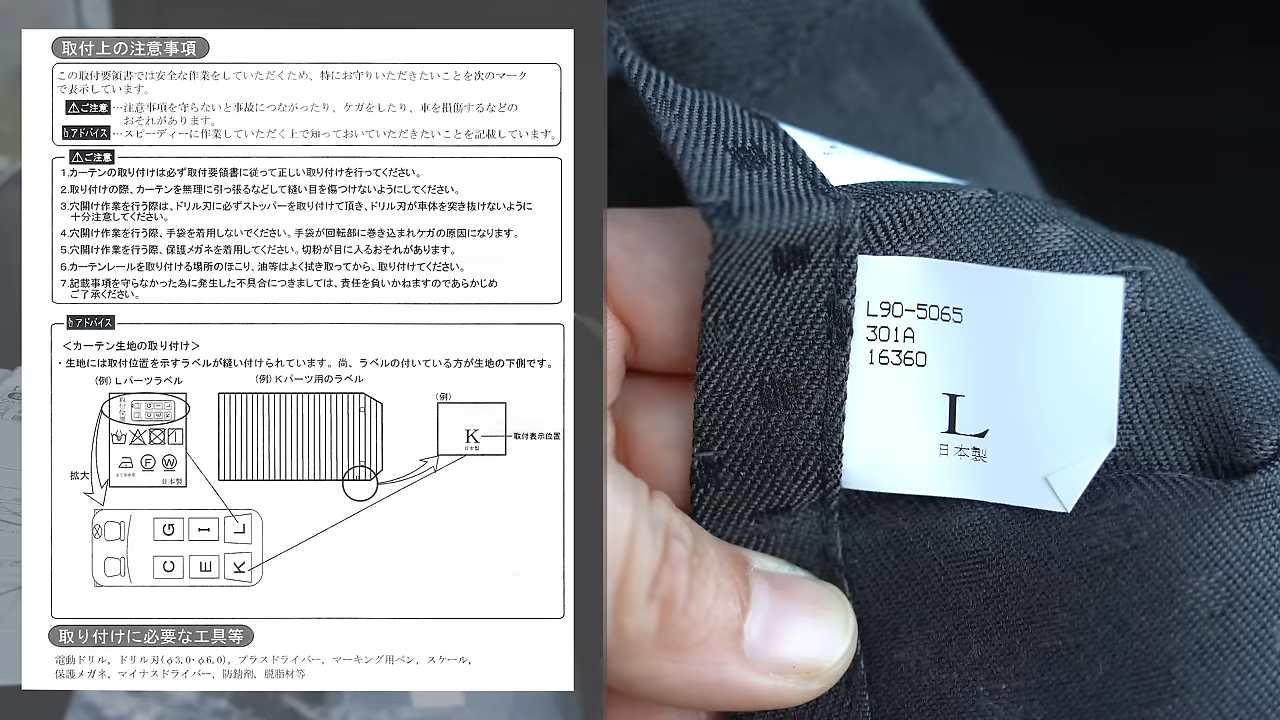 取付上の注意事項
この取付要領書では安全な作業をしていただくため、特にお守りいただきたいことを次のマーク
で表示しています。
⚠ご注意…注意事項を守らないと事故につながったり、ケガをしたり、車を損傷するなどの
おそれがあります。
アドバイス…スピーディーに作業していただく上で知っておいていただきたいことを記載しています。
⚠ご注意
1.カーテンの取り付けは必ず取付要領書に従って正しい取り付けを行ってください。
2.取り付けの際、カーテンを無理に引っ張るなどして縫い目を傷つけないようにしてください。
3.穴開け作業を行う際は、ドリル刃に必ずストッパーを取り付けて頂き、ドリル刃が車体を突き抜けないように
十分注意してください。
4.穴開け作業を行う際、手袋を着用しないでください。手袋が回転部に巻き込まれケガの原因になります。
5.穴開け作業を行う際、保護メガネを着用してください。切粉が目に入るおそれがあります。
6.カーテンレールを取り付ける場所のほこり、油等はよく拭き取ってから、取り付けてください。
7.記載事項を守らなかった為に発生した不具合につきましては、責任を負いかねますのであらかじめ
ご了承ください。
アドバイス
＜カーテン生地の取り付け＞
・生地には取付位置を示すラベルが縫い付けられています。尚、ラベルの付いている方が生地の下側です。
(例)Lパーツラベル
(例)Kパーツ用のラベル
(例)
取付位置
K
日本製
取付表示位置
F
W
日本製
拡大
G I L
C E K
取り付けに必要な工具等
電動ドリル，ドリル刃(φ3.0・φ6.0)，プラスドライバー，マーキング用ペン，スケール，
保護メガネ，マイナスドライバー，防錆剤，脱脂材等
L90-5065
301A
16360
L
日本製